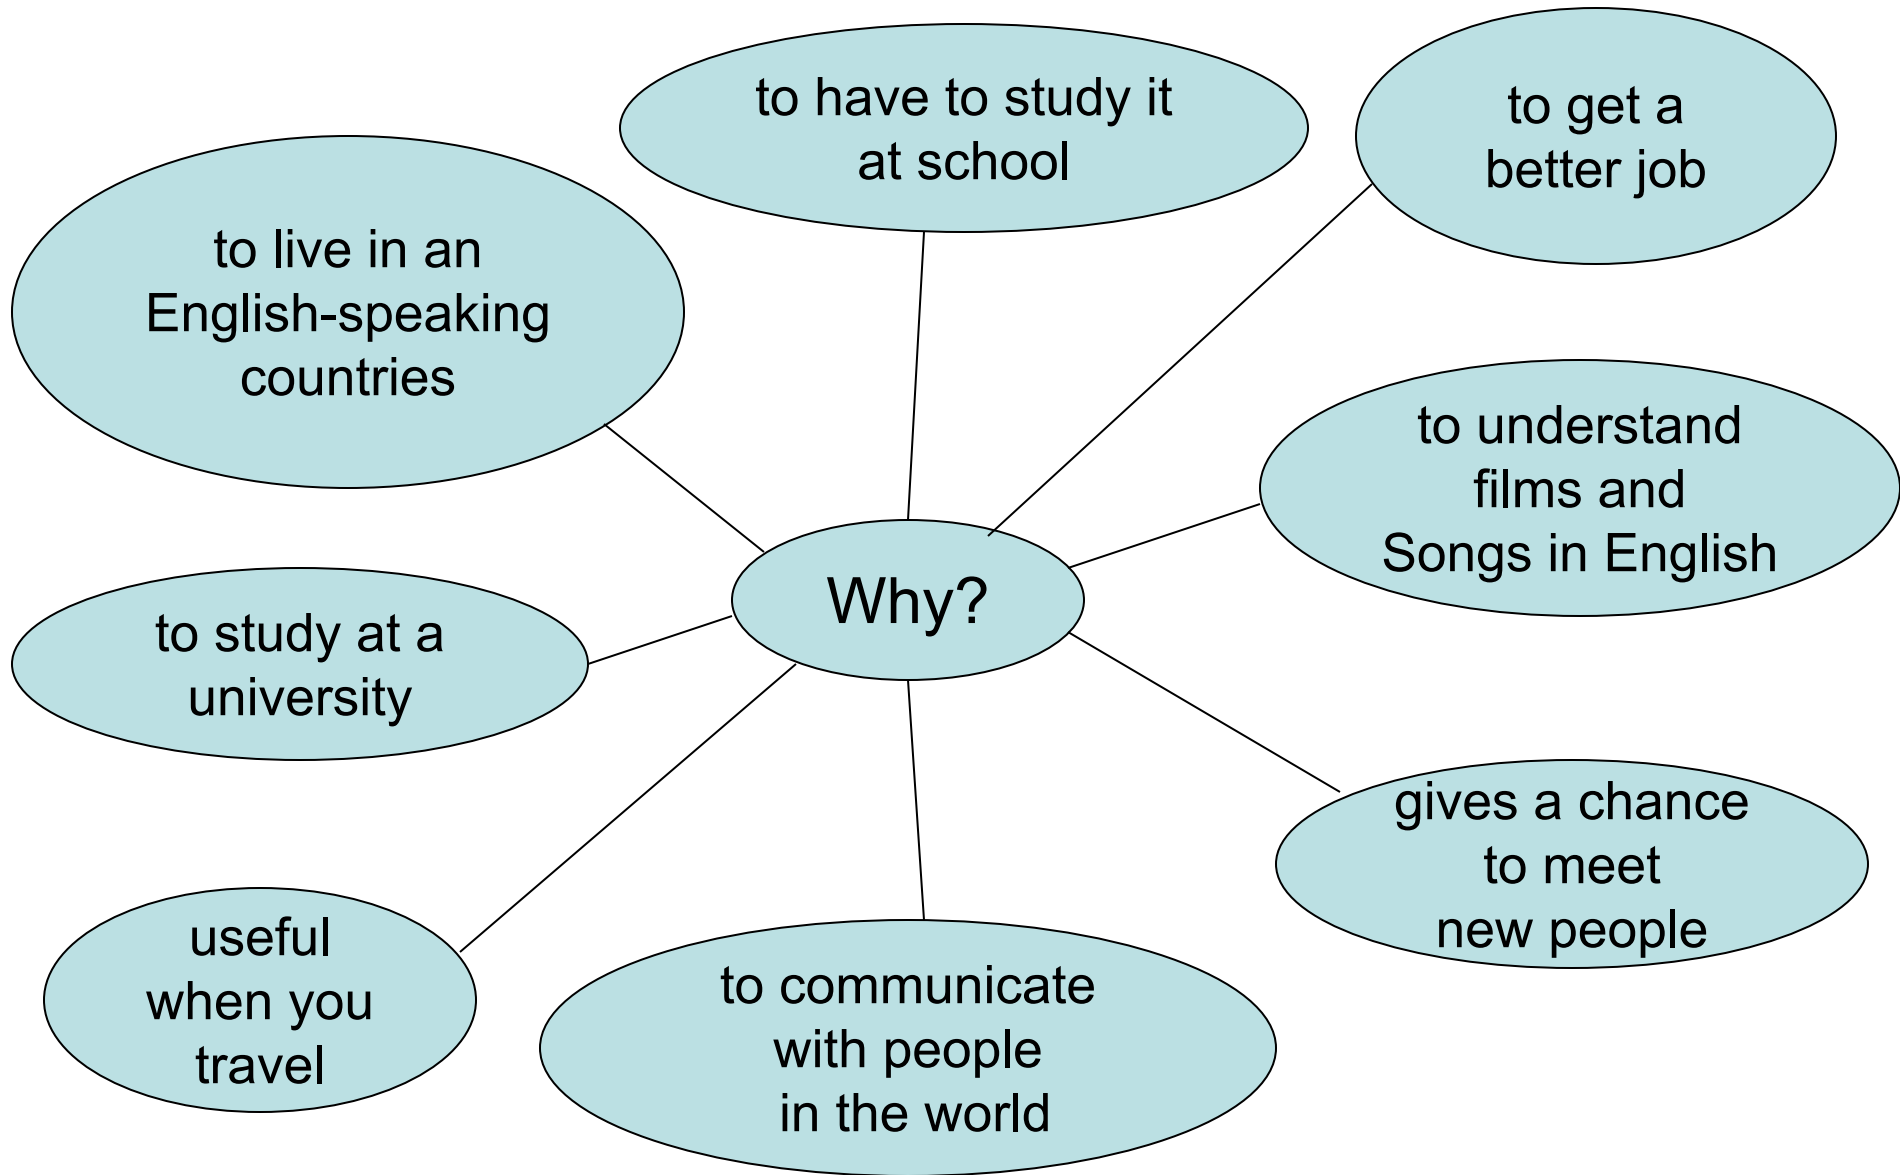 to have to study it
at school
to get a
better job
to live in an
English-speaking
countries
to understand
films and
Songs in English
Why?
to study at a
university
gives a chance
to meet
new people
useful
when you
travel
to communicate
with people
in the world